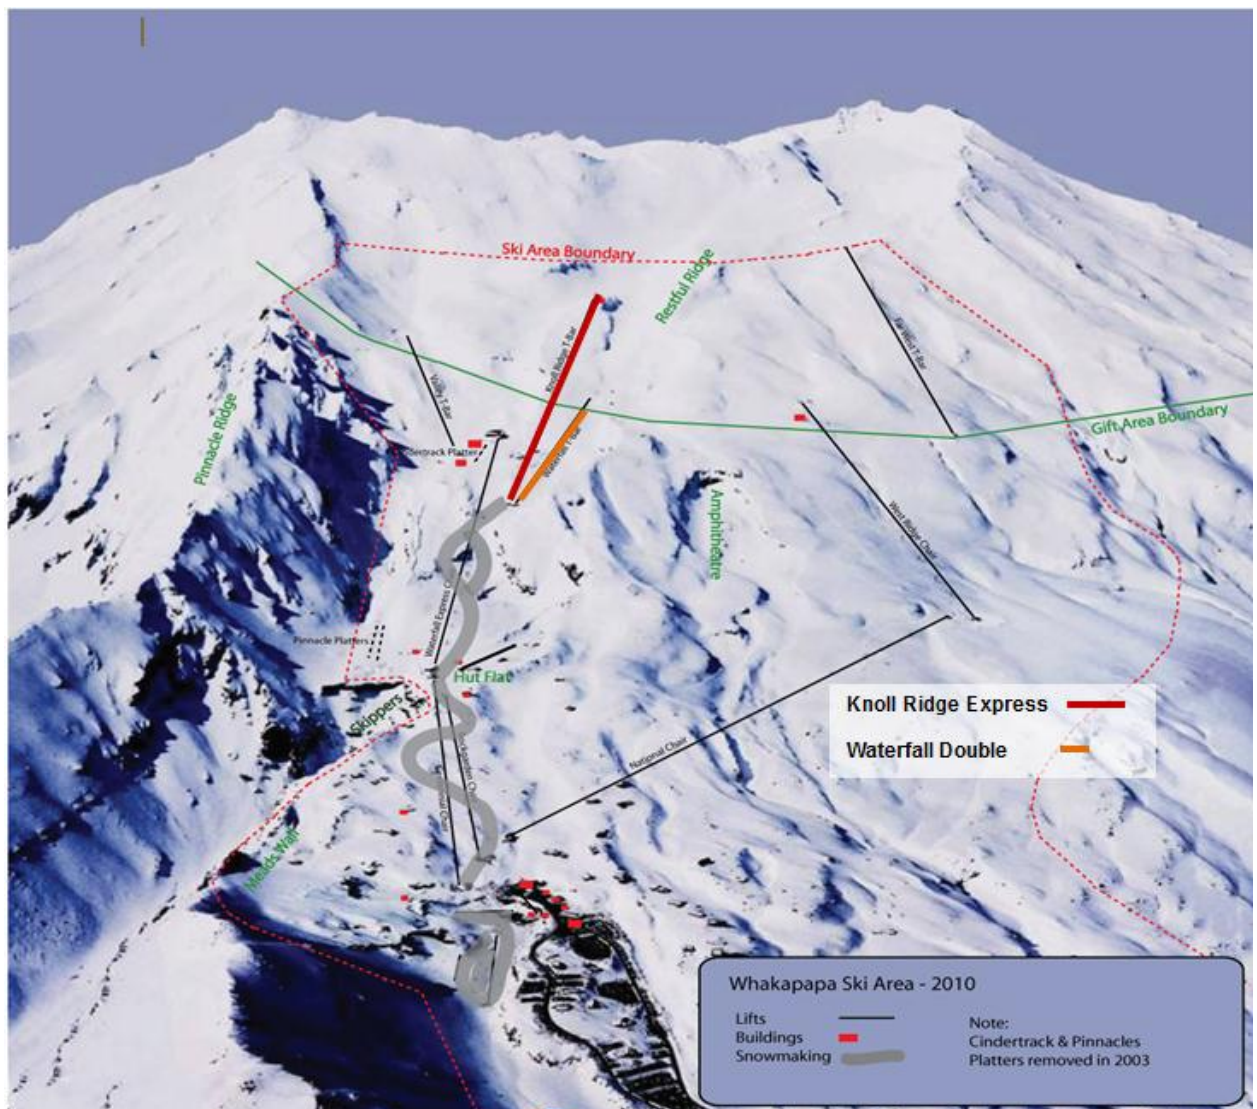 Ski Area Boundary
Restful Ridge
Knoll Ridge T-Bar
Far West T-Bar
Valley T-Bar
Gift Area Boundary
Pinnacle Ridge
Waterfall T-Bar
Platter
Amphitheatre
West Ridge Chair
Waterfall Express
Pinnacle Platters
Hut Flat
Skippers
Knoll Ridge Express
Waterfall Double
National Chair
Chair
Meads Wall
Whakapapa Ski Area - 2010
Lifts
Buildings
Snowmaking
Note:
Cindertrack & Pinnacles
Platters removed in 2003